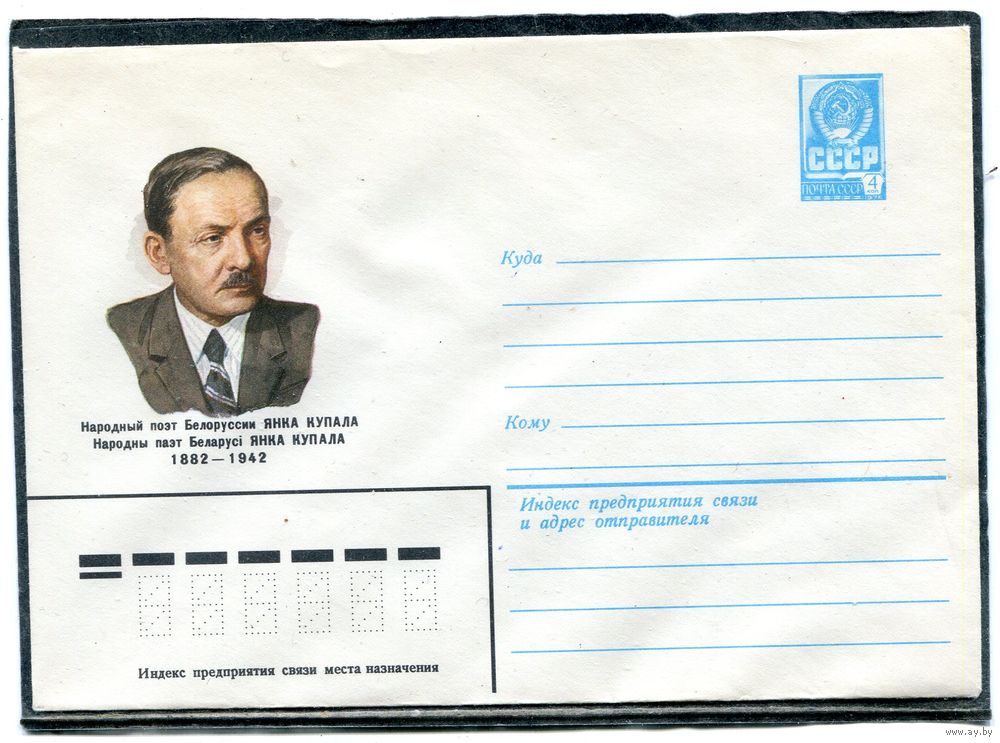 СССР
ПОЧТА СССР 4
КОП
Куда
Народный поэт Белоруссии ЯНКА КУПАЛА
Народны паэт Беларусі ЯНКА КУПАЛА
1882 — 1942
Кому
Индекс предприятия связи
и адрес отправителя
Индекс предприятия связи места назначения
www.ay.by